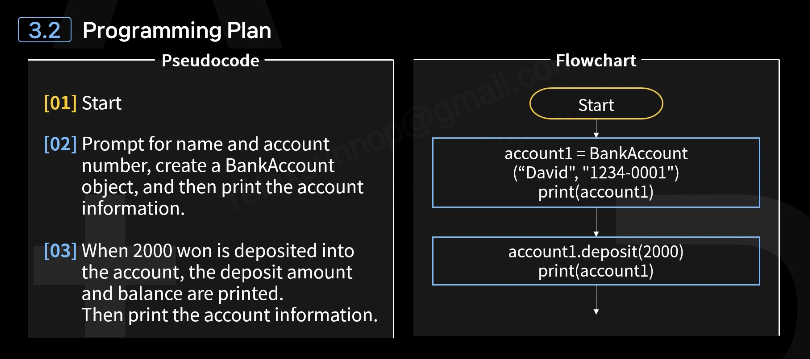 3.2 Programming Plan
Pseudocode
[01] Start
[02] Prompt for name and account
number, create a BankAccount
object, and then print the account
information.
[03] When 2000 won is deposited into
the account, the deposit amount
and balance are printed.
Then print the account information.
Flowchart
Start
account1 = BankAccount
(“David", "1234-0001")
print(account1)
account1.deposit(2000)
print(account1)